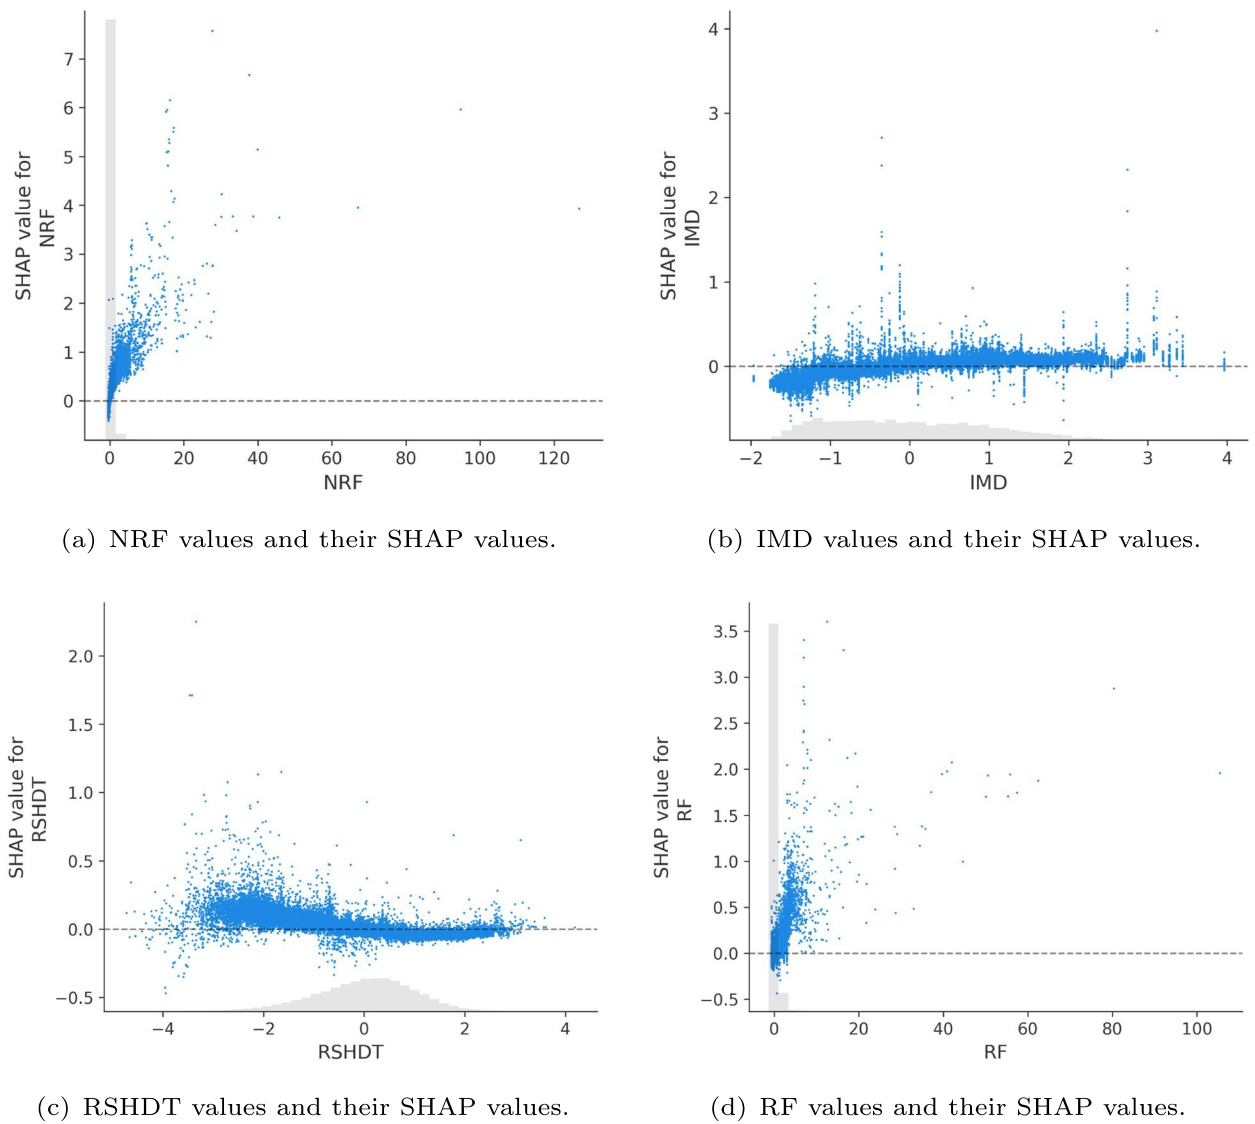 7
6
5
4
3
2
1
0
SHAP value for
NRF
0 20 40 60 80 100 120
NRF
4
3
2
1
0
SHAP value for
IMD
−2 −1 0 1 2 3 4
IMD
(a) NRF values and their SHAP values.
(b) IMD values and their SHAP values.
2.0
1.5
1.0
0.5
0.0
−0.5
SHAP value for
RSHDT
−4 −2 0 2 4
RSHDT
3.5
3.0
2.5
2.0
1.5
1.0
0.5
0.0
−0.5
SHAP value for
RF
0 20 40 60 80 100
RF
(c) RSHDT values and their SHAP values.
(d) RF values and their SHAP values.